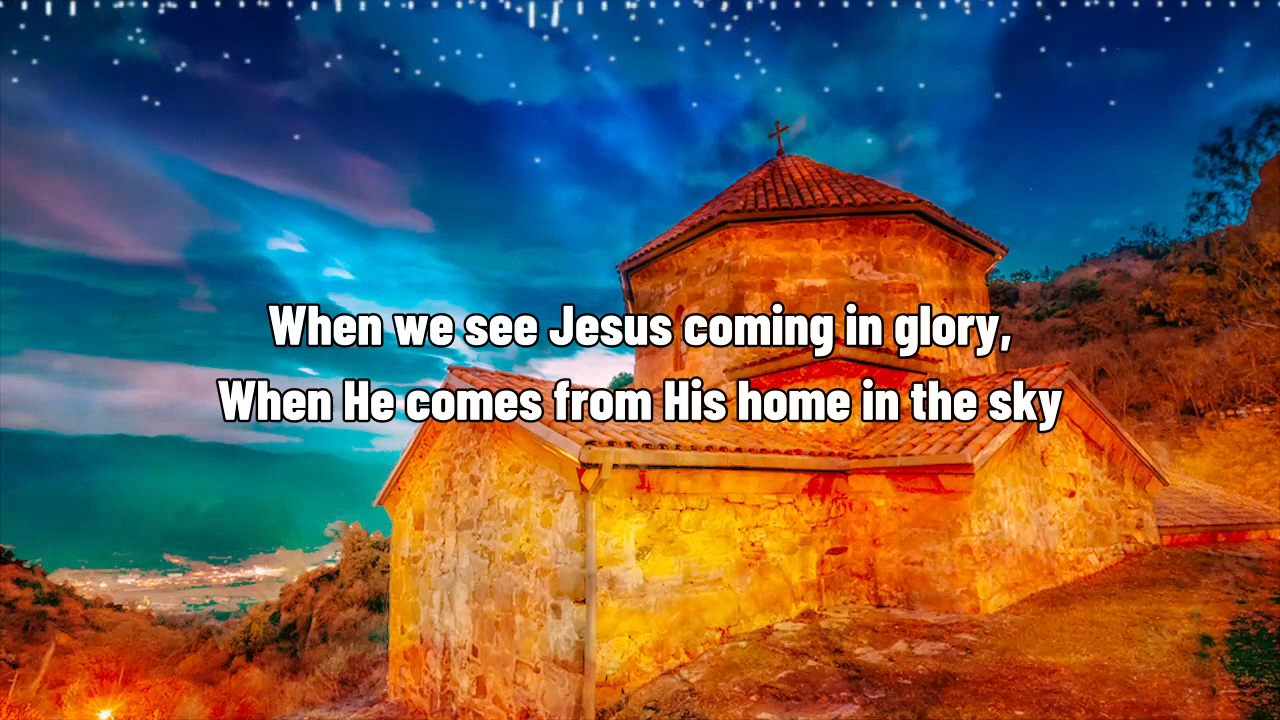 When we see Jesus coming in glory,
When He comes from His home in the sky